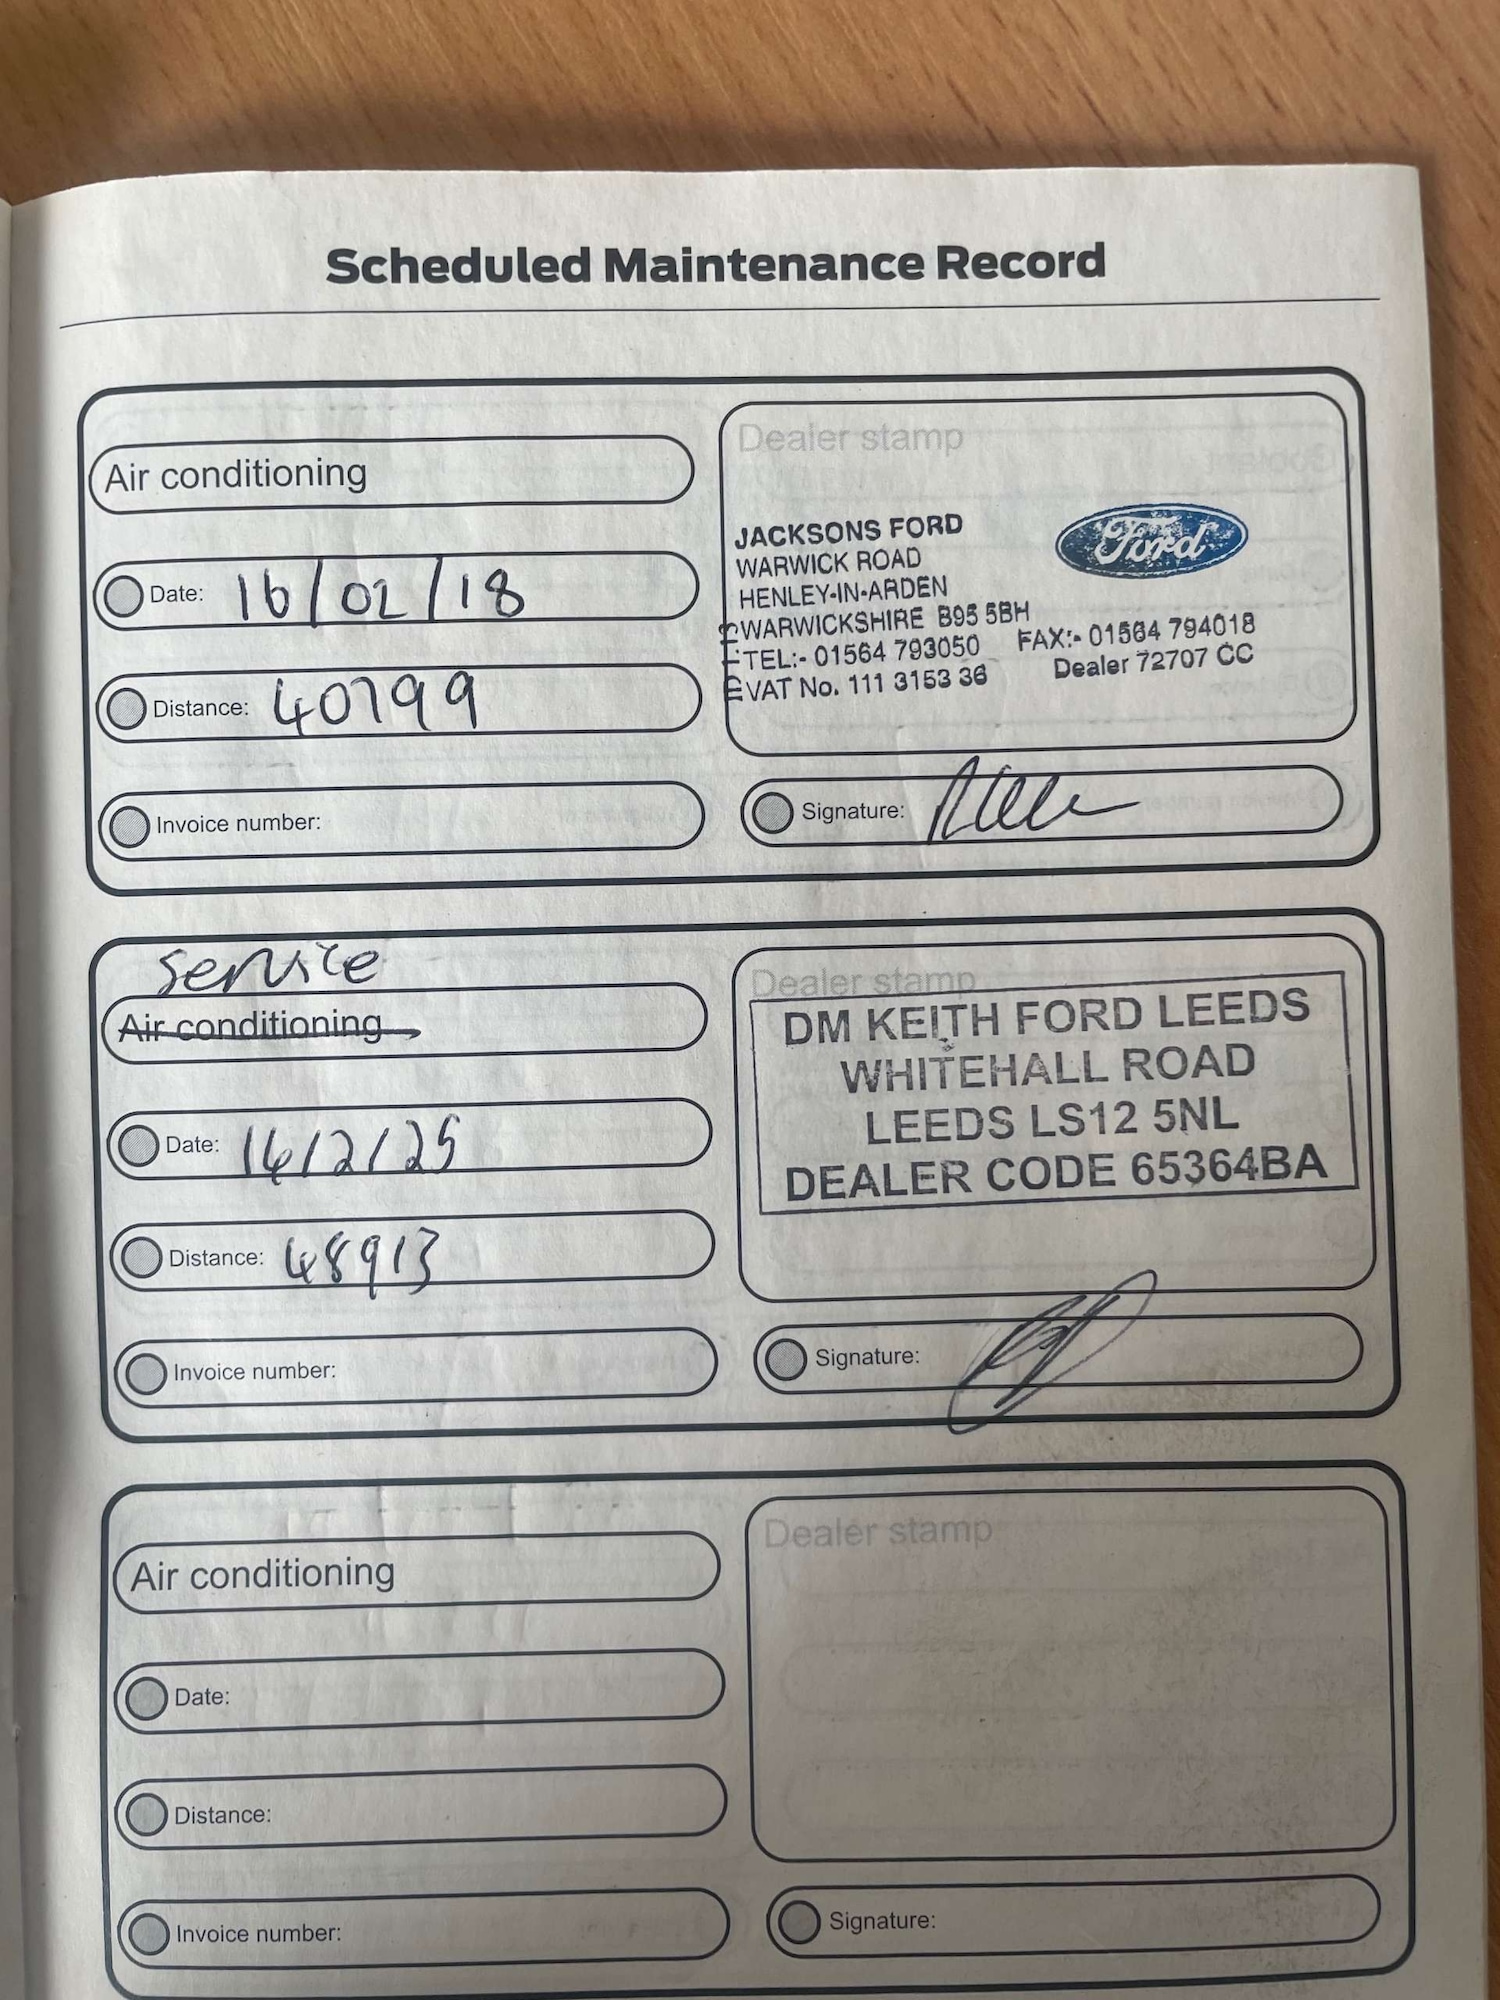 Scheduled Maintenance Record
Air conditioning
Date: 16/02/18
Distance: 40799
Invoice number:
Dealer stamp
JACKSONS FORD
WARWICK ROAD
HENLEY-IN-ARDEN
WARWICKSHIRE B95 5BH
TEL:- 01564 793050 FAX:- 01564 794018
VAT No. 111 3153 36 Dealer 72707 CC
Ford
Signature:
service
Air conditioning
Date: 14/2/25
Distance: 48913
Invoice number:
Dealer stamp
DM KEITH FORD LEEDS
WHITEHALL ROAD
LEEDS LS12 5NL
DEALER CODE 65364BA
Signature:
Air conditioning
Date:
Distance:
Invoice number:
Dealer stamp
Signature: